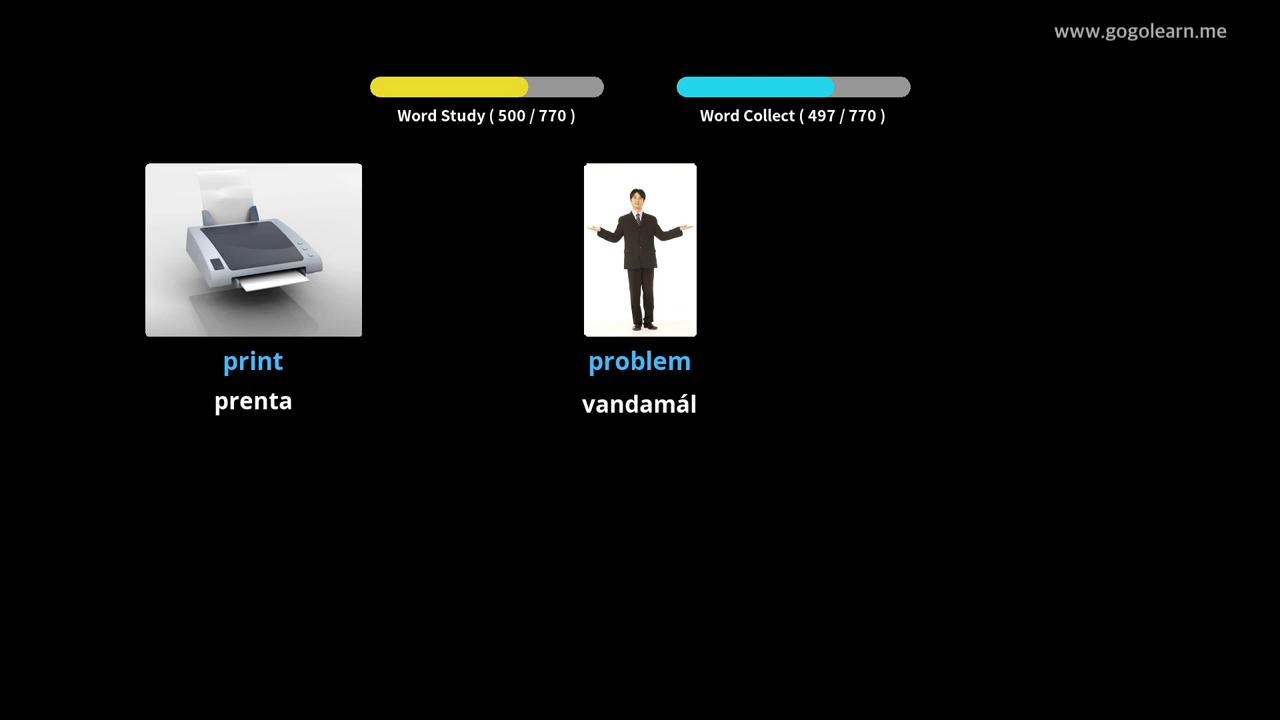 www.gogolearn.me
Word Study ( 500 / 770 )
Word Collect ( 497 / 770 )
print
problem
prenta
vandamál